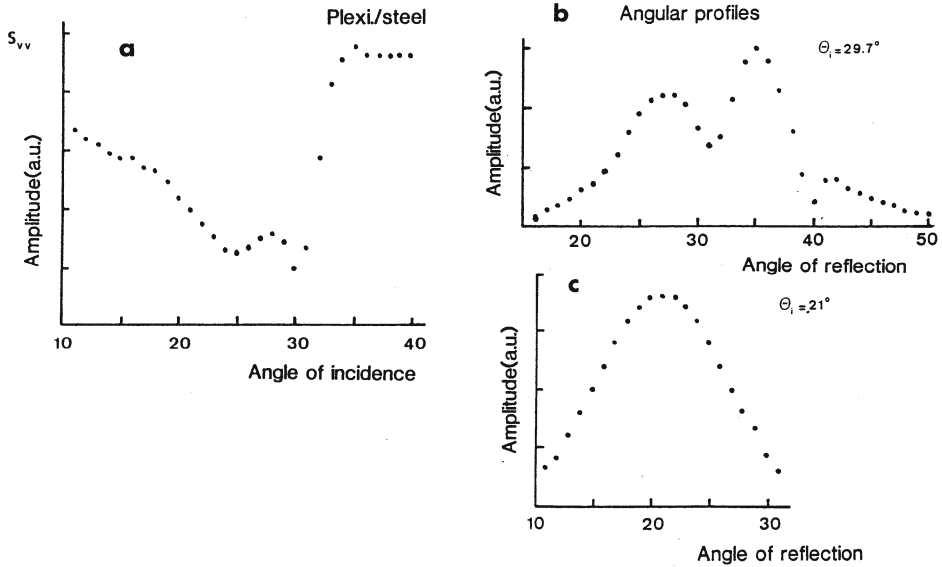 Plexi./steel
S_vv
a
Amplitude(a.u.)
10 20 30 40
Angle of incidence
b Angular profiles
Θi = 29.7°
Amplitude(a.u.)
20 30 40 50
Angle of reflection
c
Θi = 21°
Amplitude(a.u.)
10 20 30
Angle of reflection